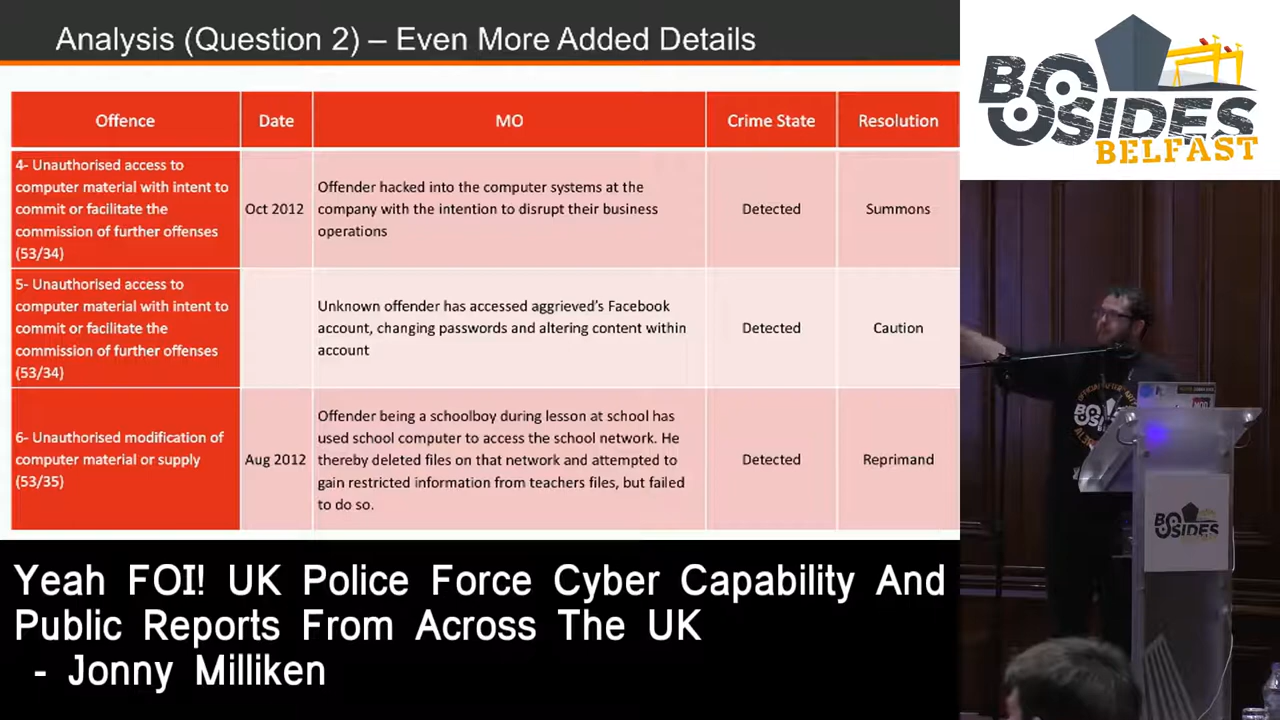 Analysis (Question 2) – Even More Added Details
Offence
Date
MO
Crime State
Resolution
4- Unauthorised access to
computer material with intent to
commit or facilitate the
commission of further offenses
(53/34)
Oct 2012
Offender hacked into the computer systems at the
company with the intention to disrupt their business
operations
Detected
Summons
5- Unauthorised access to
computer material with intent to
commit or facilitate the
commission of further offenses
(53/34)
Unknown offender has accessed aggrieved's Facebook
account, changing passwords and altering content within
account
Detected
Caution
6- Unauthorised modification of
computer material or supply
(53/35)
Aug 2012
Offender being a schoolboy during lesson at school has
used school computer to access the school network. He
thereby deleted files on that network and attempted to
gain restricted information from teachers files, but failed
to do so.
Detected
Reprimand
BSIDES
BELFAST
BSIDES
Yeah FOI! UK Police Force Cyber Capability And
Public Reports From Across The UK
- Jonny Milliken